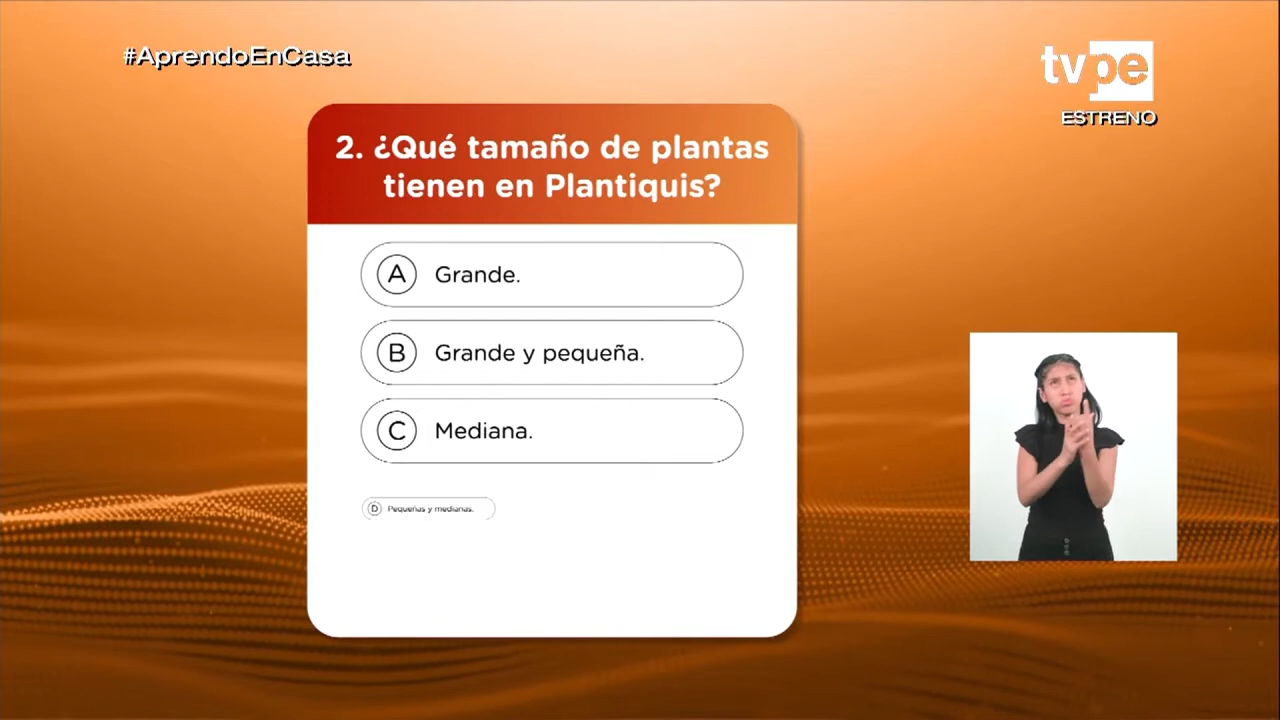 #AprendoEnCasa
tvpe
ESTRENO
2. ¿Qué tamaño de plantas
tienen en Plantiquis?
A Grande.
B Grande y pequeña.
C Mediana.
D Pequeñas y medianas.